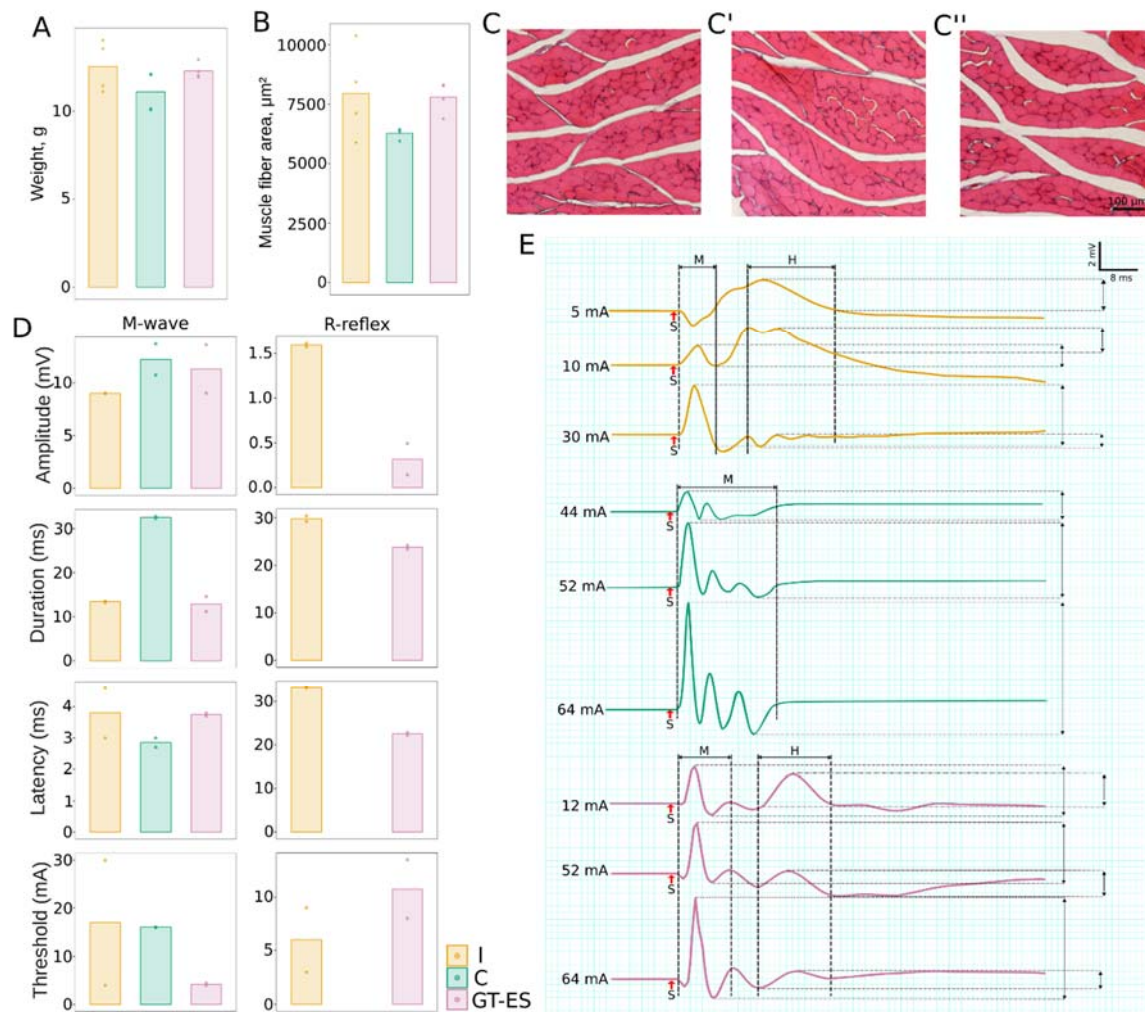 A
Weight, g
10
5
0
B
Muscle fiber area, µm²
10000
7500
5000
2500
0
C
C'
C''
100 µm
D
M-wave
R-reflex
Amplitude (mV)
10
5
0
1.5
1.0
0.5
0.0
Duration (ms)
30
20
10
0
30
20
10
0
Latency (ms)
4
3
2
1
0
30
20
10
0
Threshold (mA)
30
20
10
0
10
5
0
I
C
GT-ES
E
2 mV
8 ms
M
H
5 mA
S
10 mA
S
30 mA
S
M
44 mA
S
52 mA
S
64 mA
S
M
H
12 mA
S
52 mA
S
64 mA
S